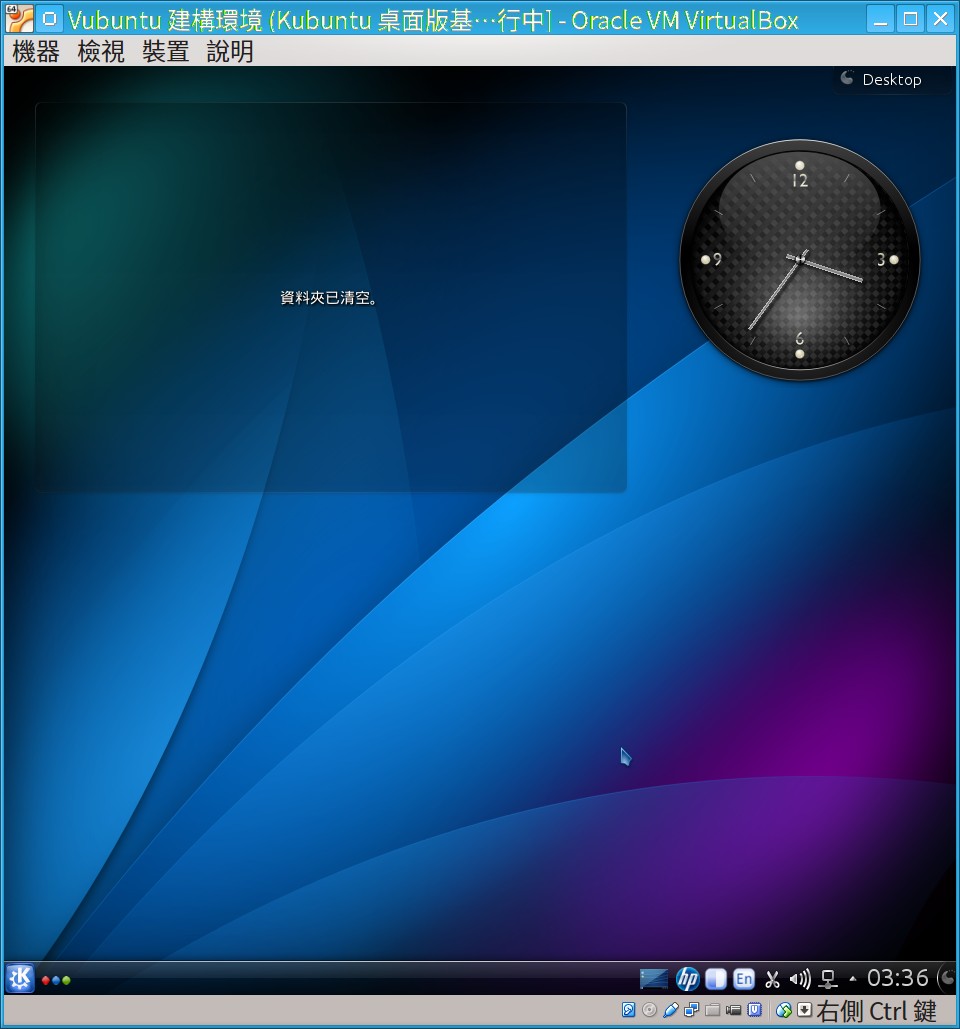 Vubuntu 建構環境 (Kubuntu 桌面版基…行中] - Oracle VM VirtualBox
機器 檢視 裝置 說明
Desktop
12
9 3
6
資料夾已清空。
hp En 03:36
右側 Ctrl 鍵